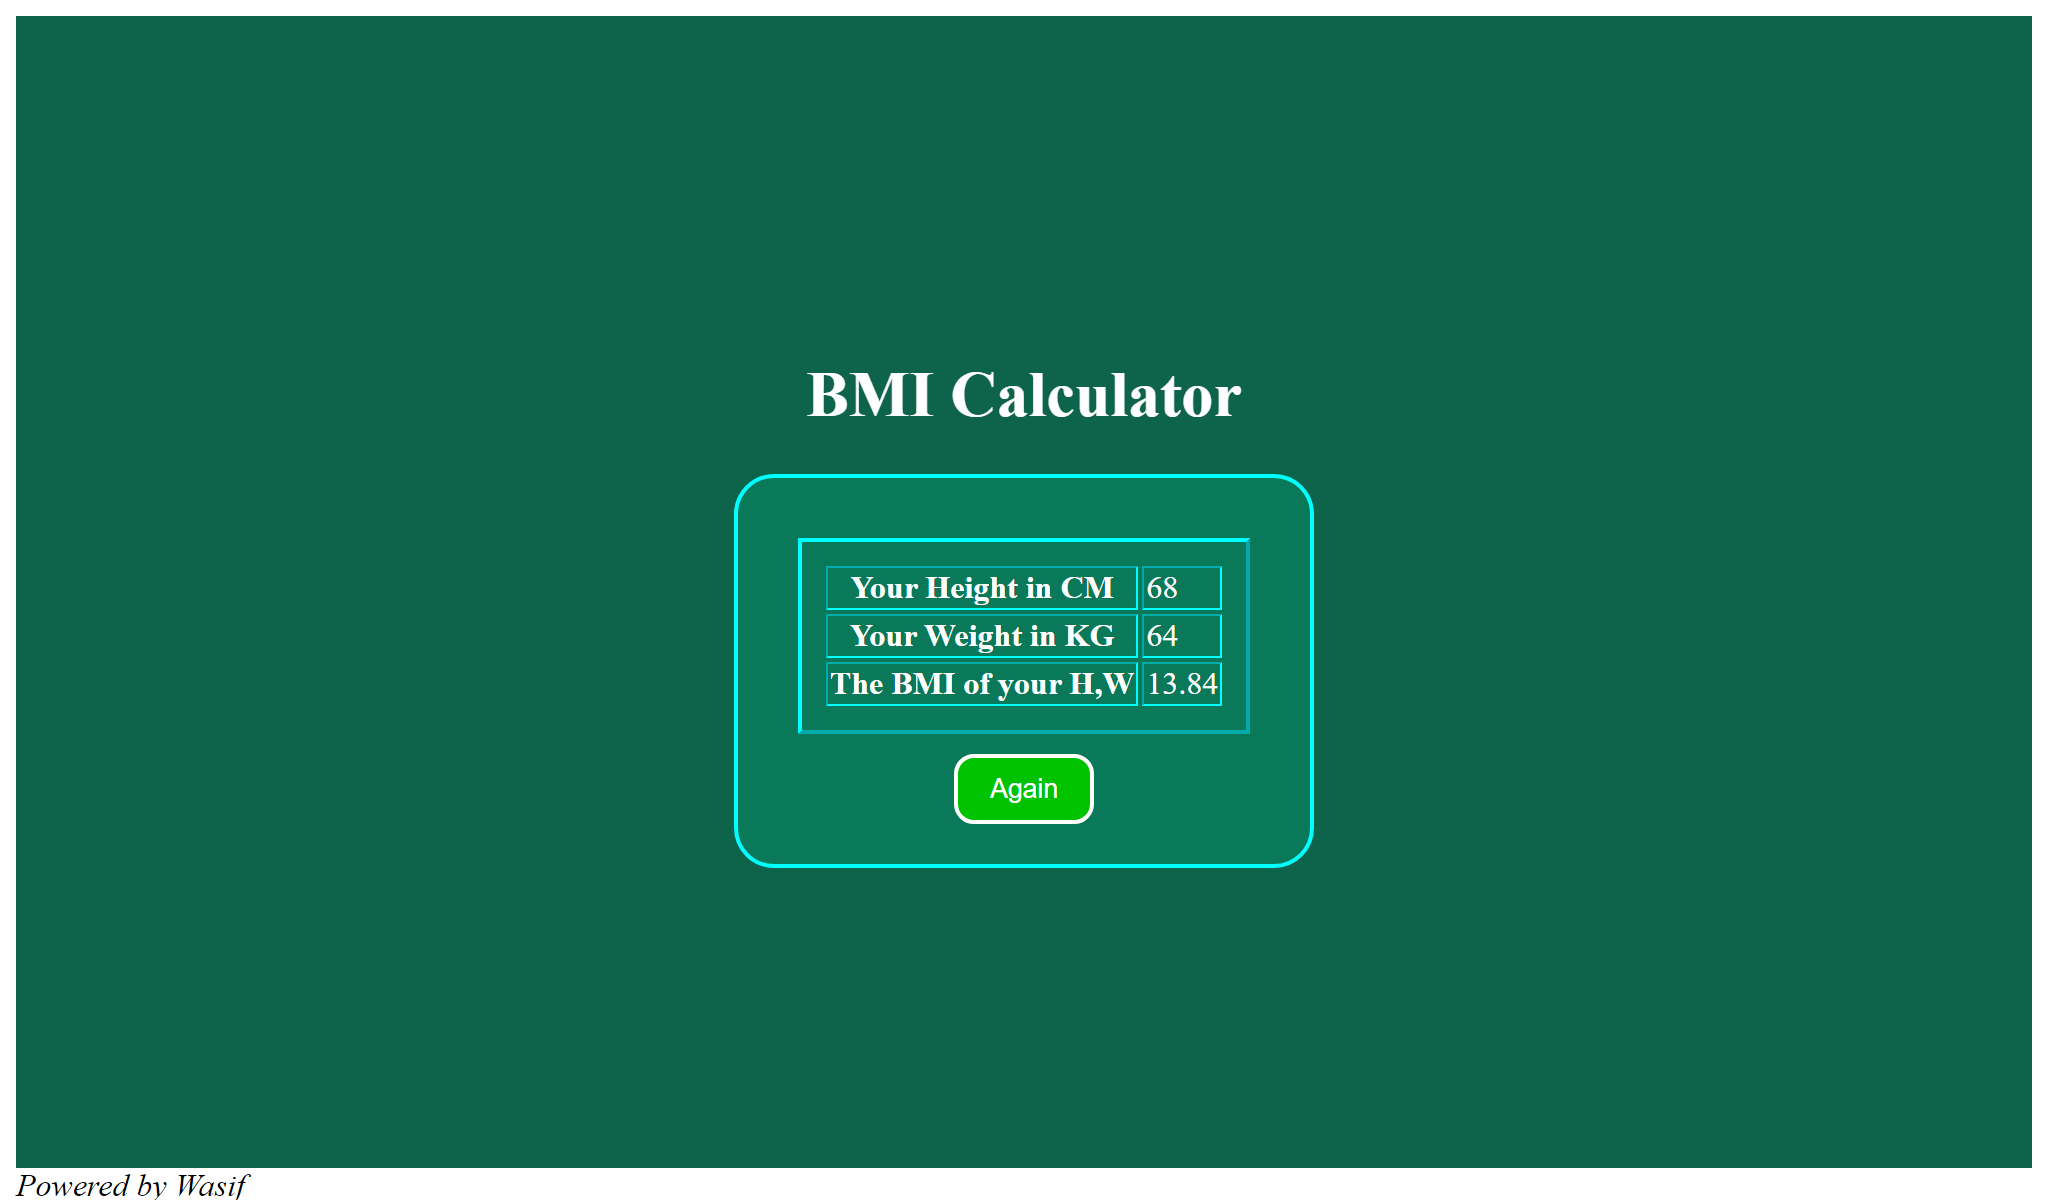 BMI Calculator
Your Height in CM 68
Your Weight in KG 64
The BMI of your H,W 13.84
Again
Powered by Wasif